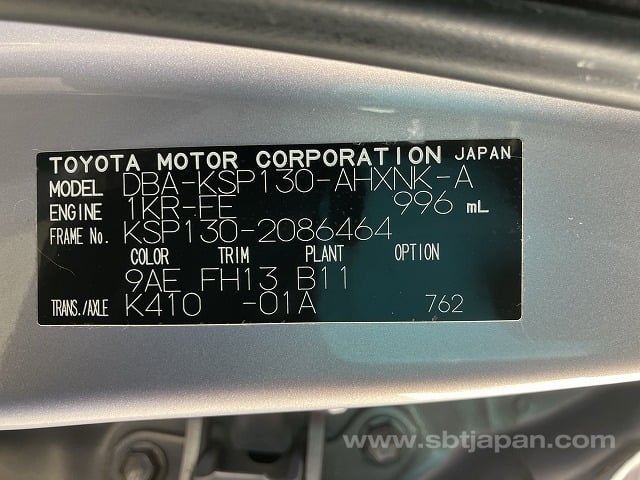 TOYOTA MOTOR CORPORATION JAPAN
MODEL DBA-KSP130-AHXNK-A
ENGINE 1KR-FE 996 mL
FRAME No. KSP130-2086464
COLOR TRIM PLANT OPTION
9AE FH13 B11
TRANS./AXLE K410 -01A 762
www.sbtjapan.com